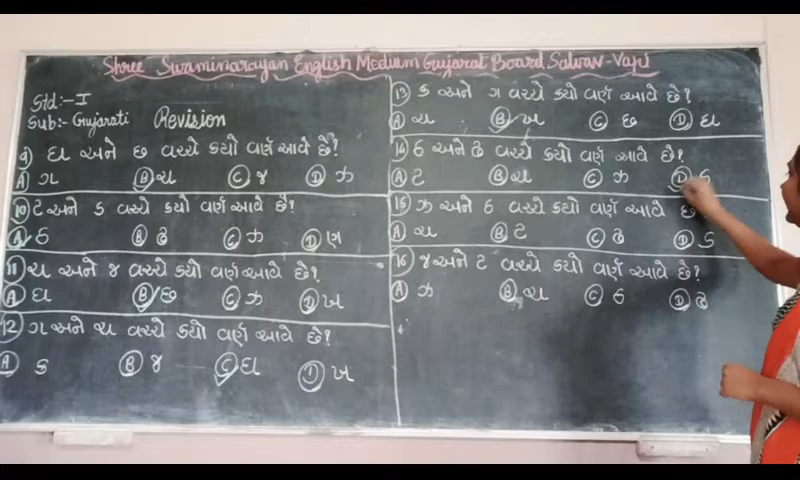 Shree Swaminarayan English Medium Gujarat Board Salvav-Vapi
Std:-I
Sub:- Gujarati Revision
9) ઘ અને છ વચ્ચે કયો વર્ણ આવે છે?
A ગ B ચ C જ D ઝ
10) ટ અને ડ વચ્ચે કયો વર્ણ આવે છે?
A ઠ B ઢ C ઝ D ણ
11) ચ અને જ વચ્ચે કયો વર્ણ આવે છે?
A ઘ B છ C ઝ D ખ
12 ગ અને ચ વચ્ચે કયો વર્ણ આવે છે?
A ક B જ C ઘ D ખ
13) ક અને ગ વચ્ચે કયો વર્ણ આવે છે?
A ચ B ખ C છ D ઘ
14) ઠ અને ઢ વચ્ચે કયો વર્ણ આવે છે?
A ટ B ચ C ઝ D ડ
15) ઝ અને ઠ વચ્ચે કયો વર્ણ આવે છે
A ચ B ટ C ઢ D ડ
16) જ અને ટ વચ્ચે કયો વર્ણ આવે છે?
A ઝ B ચ C ઠ D ઢ